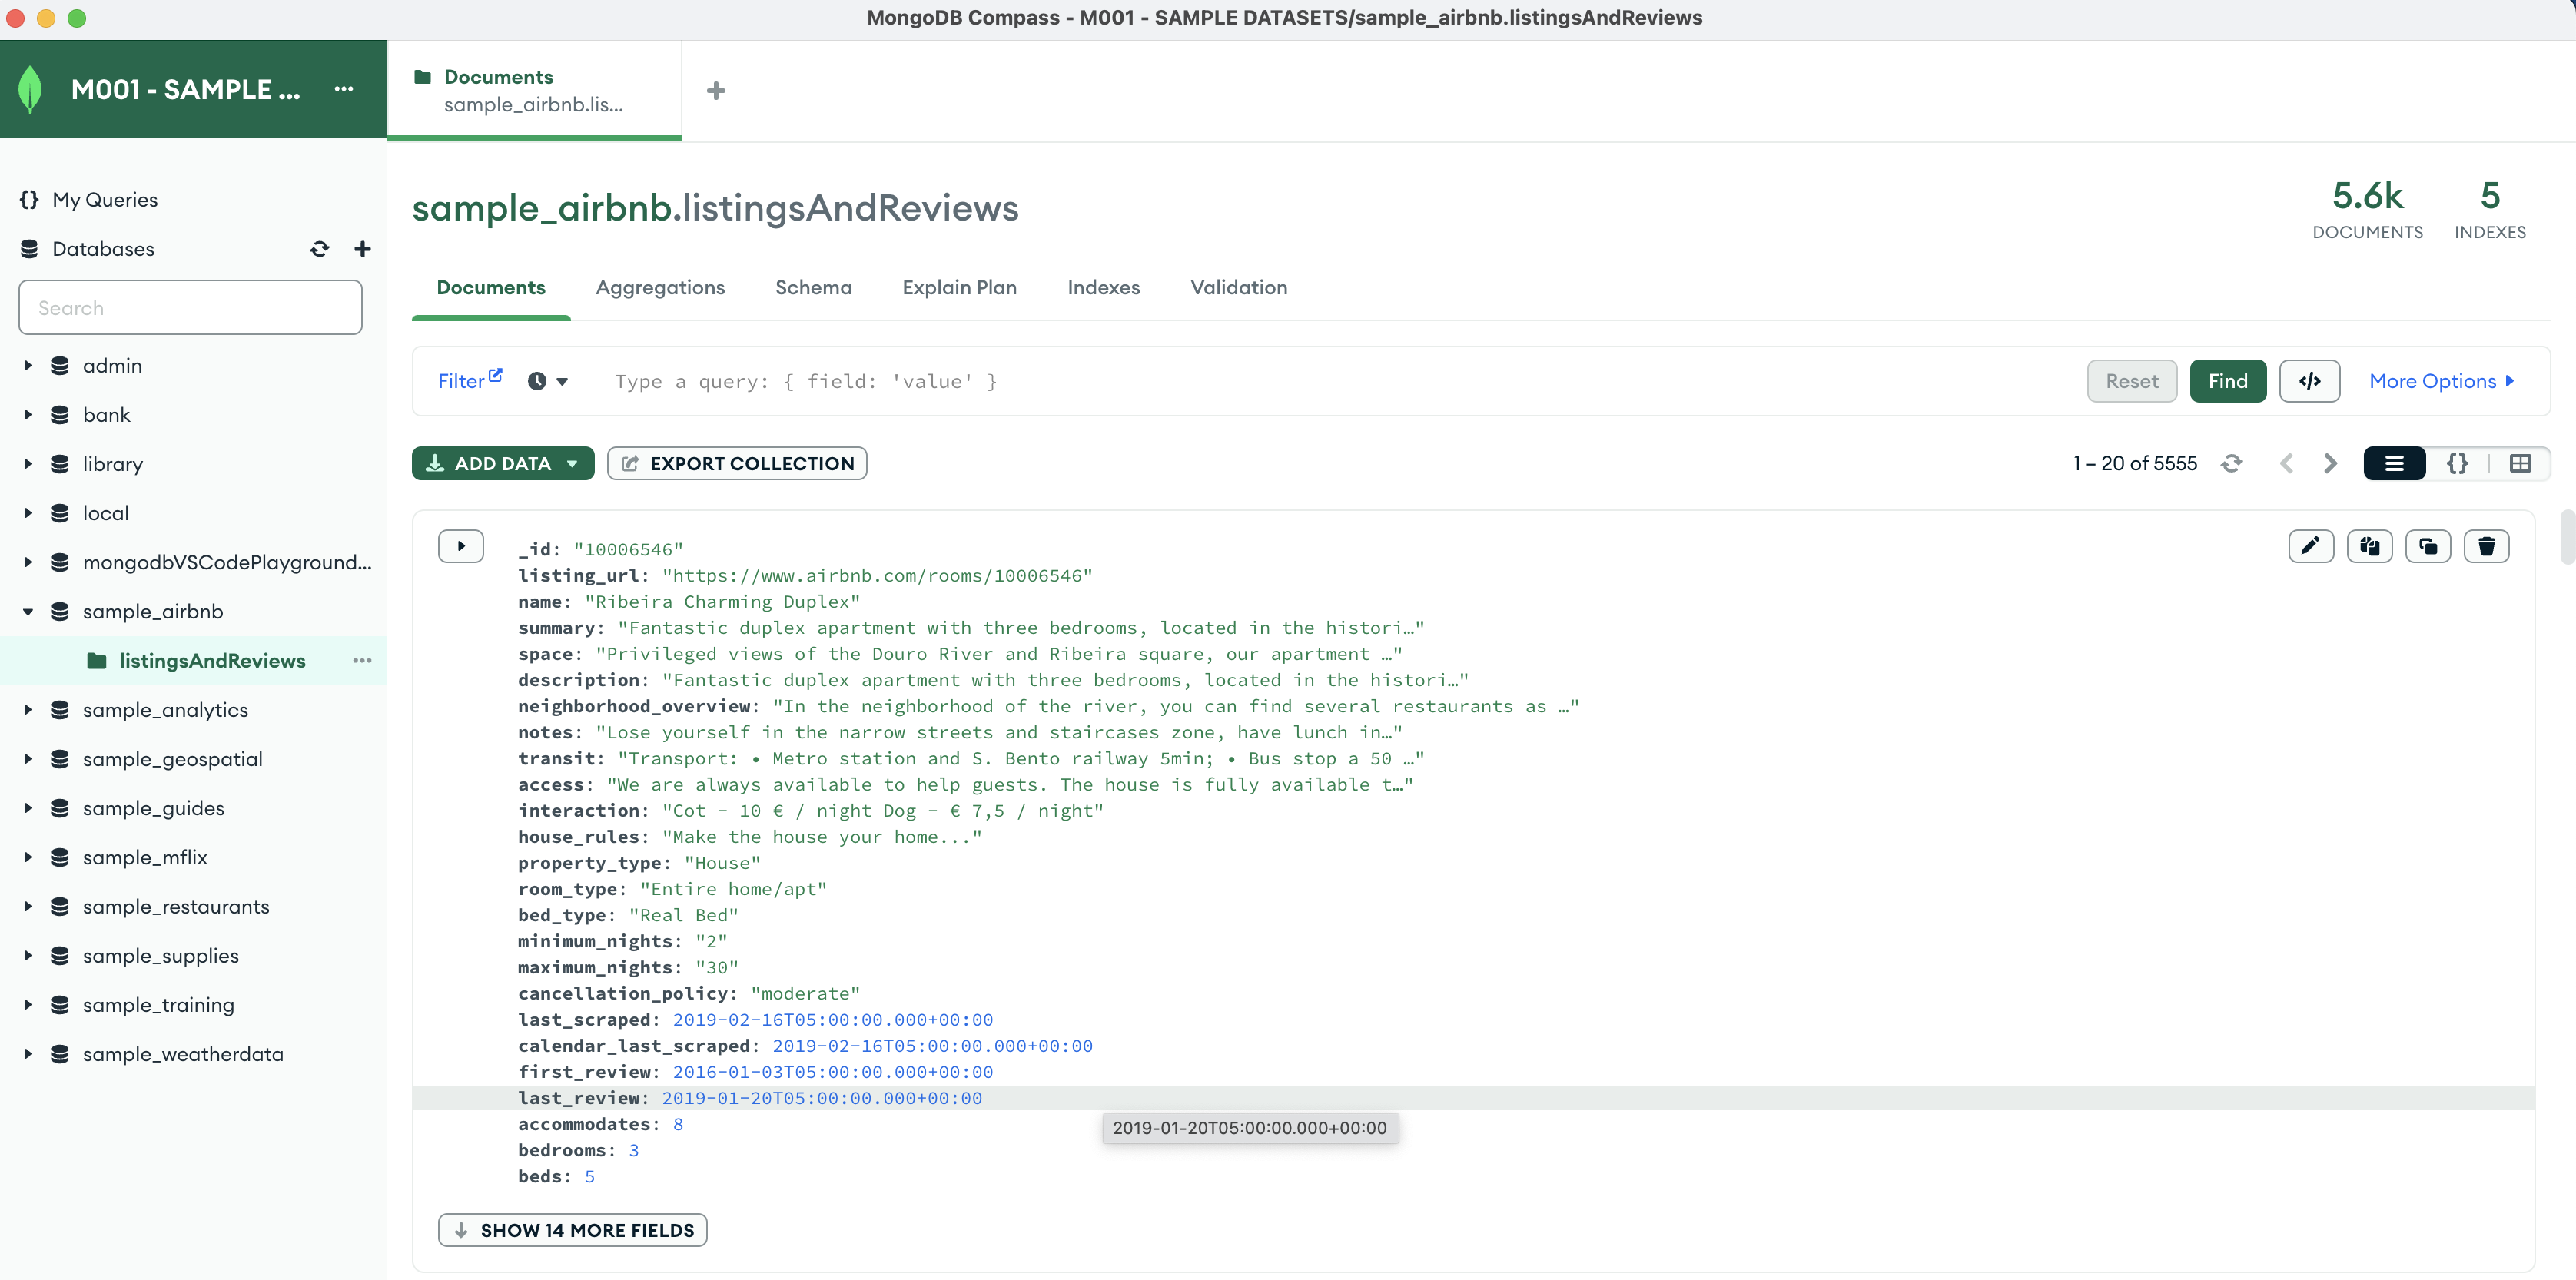 MongoDB Compass - M001 - SAMPLE DATASETS/sample_airbnb.listingsAndReviews
M001 - SAMPLE ...
Documents
sample_airbnb.lis...
My Queries
Databases
Search
admin
bank
library
local
mongodbVSCodePlayground...
sample_airbnb
listingsAndReviews
sample_analytics
sample_geospatial
sample_guides
sample_mflix
sample_restaurants
sample_supplies
sample_training
sample_weatherdata
sample_airbnb.listingsAndReviews
5.6k
DOCUMENTS
5
INDEXES
Documents Aggregations Schema Explain Plan Indexes Validation
Filter Type a query: { field: 'value' } Reset Find </> More Options
ADD DATA EXPORT COLLECTION 1 – 20 of 5555 {}
_id: "10006546"
listing_url: "https://www.airbnb.com/rooms/10006546"
name: "Ribeira Charming Duplex"
summary: "Fantastic duplex apartment with three bedrooms, located in the histori…"
space: "Privileged views of the Douro River and Ribeira square, our apartment …"
description: "Fantastic duplex apartment with three bedrooms, located in the histori…"
neighborhood_overview: "In the neighborhood of the river, you can find several restaurants as …"
notes: "Lose yourself in the narrow streets and staircases zone, have lunch in…"
transit: "Transport: • Metro station and S. Bento railway 5min; • Bus stop a 50 …"
access: "We are always available to help guests. The house is fully available t…"
interaction: "Cot - 10 € / night Dog - € 7,5 / night"
house_rules: "Make the house your home..."
property_type: "House"
room_type: "Entire home/apt"
bed_type: "Real Bed"
minimum_nights: "2"
maximum_nights: "30"
cancellation_policy: "moderate"
last_scraped: 2019-02-16T05:00:00.000+00:00
calendar_last_scraped: 2019-02-16T05:00:00.000+00:00
first_review: 2016-01-03T05:00:00.000+00:00
last_review: 2019-01-20T05:00:00.000+00:00
accommodates: 8
2019-01-20T05:00:00.000+00:00
bedrooms: 3
beds: 5
SHOW 14 MORE FIELDS